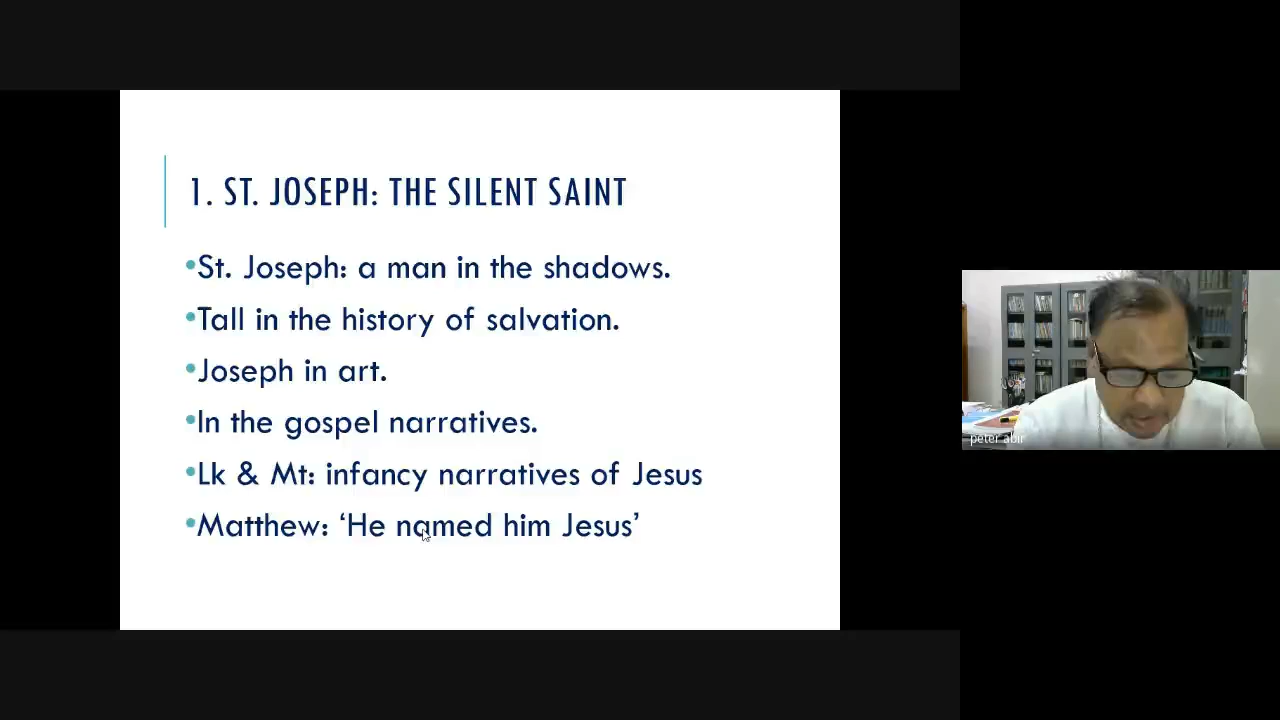 1. ST. JOSEPH: THE SILENT SAINT
•St. Joseph: a man in the shadows.
•Tall in the history of salvation.
•Joseph in art.
•In the gospel narratives.
•Lk & Mt: infancy narratives of Jesus
•Matthew: ‘He named him Jesus’
peter abir